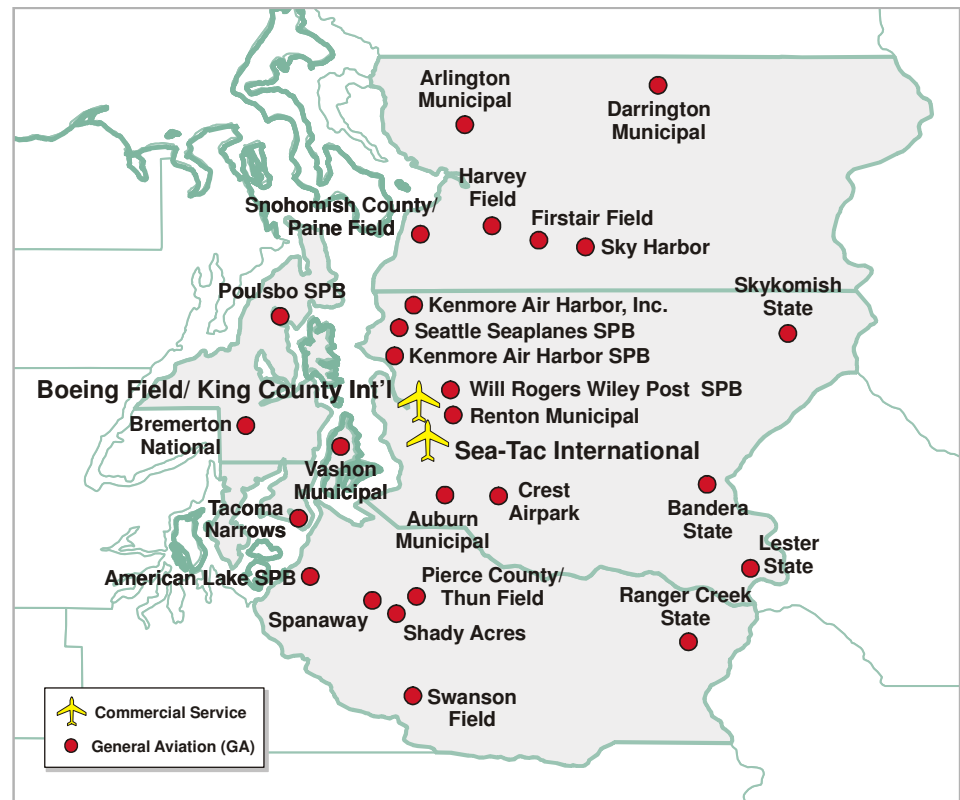 Arlington
Municipal
Darrington
Municipal
Harvey
Field
Snohomish County/
Paine Field
Firstair Field
Sky Harbor
Skykomish
State
Poulsbo SPB
Kenmore Air Harbor, Inc.
Seattle Seaplanes SPB
Kenmore Air Harbor SPB
Boeing Field/ King County Int'l
Will Rogers Wiley Post SPB
Renton Municipal
Bremerton
National
Sea-Tac International
Vashon
Municipal
Crest
Airpark
Auburn
Municipal
Bandera
State
Tacoma
Narrows
Lester
State
American Lake SPB
Pierce County/
Thun Field
Ranger Creek
State
Spanaway
Shady Acres
Swanson
Field
Commercial Service
General Aviation (GA)